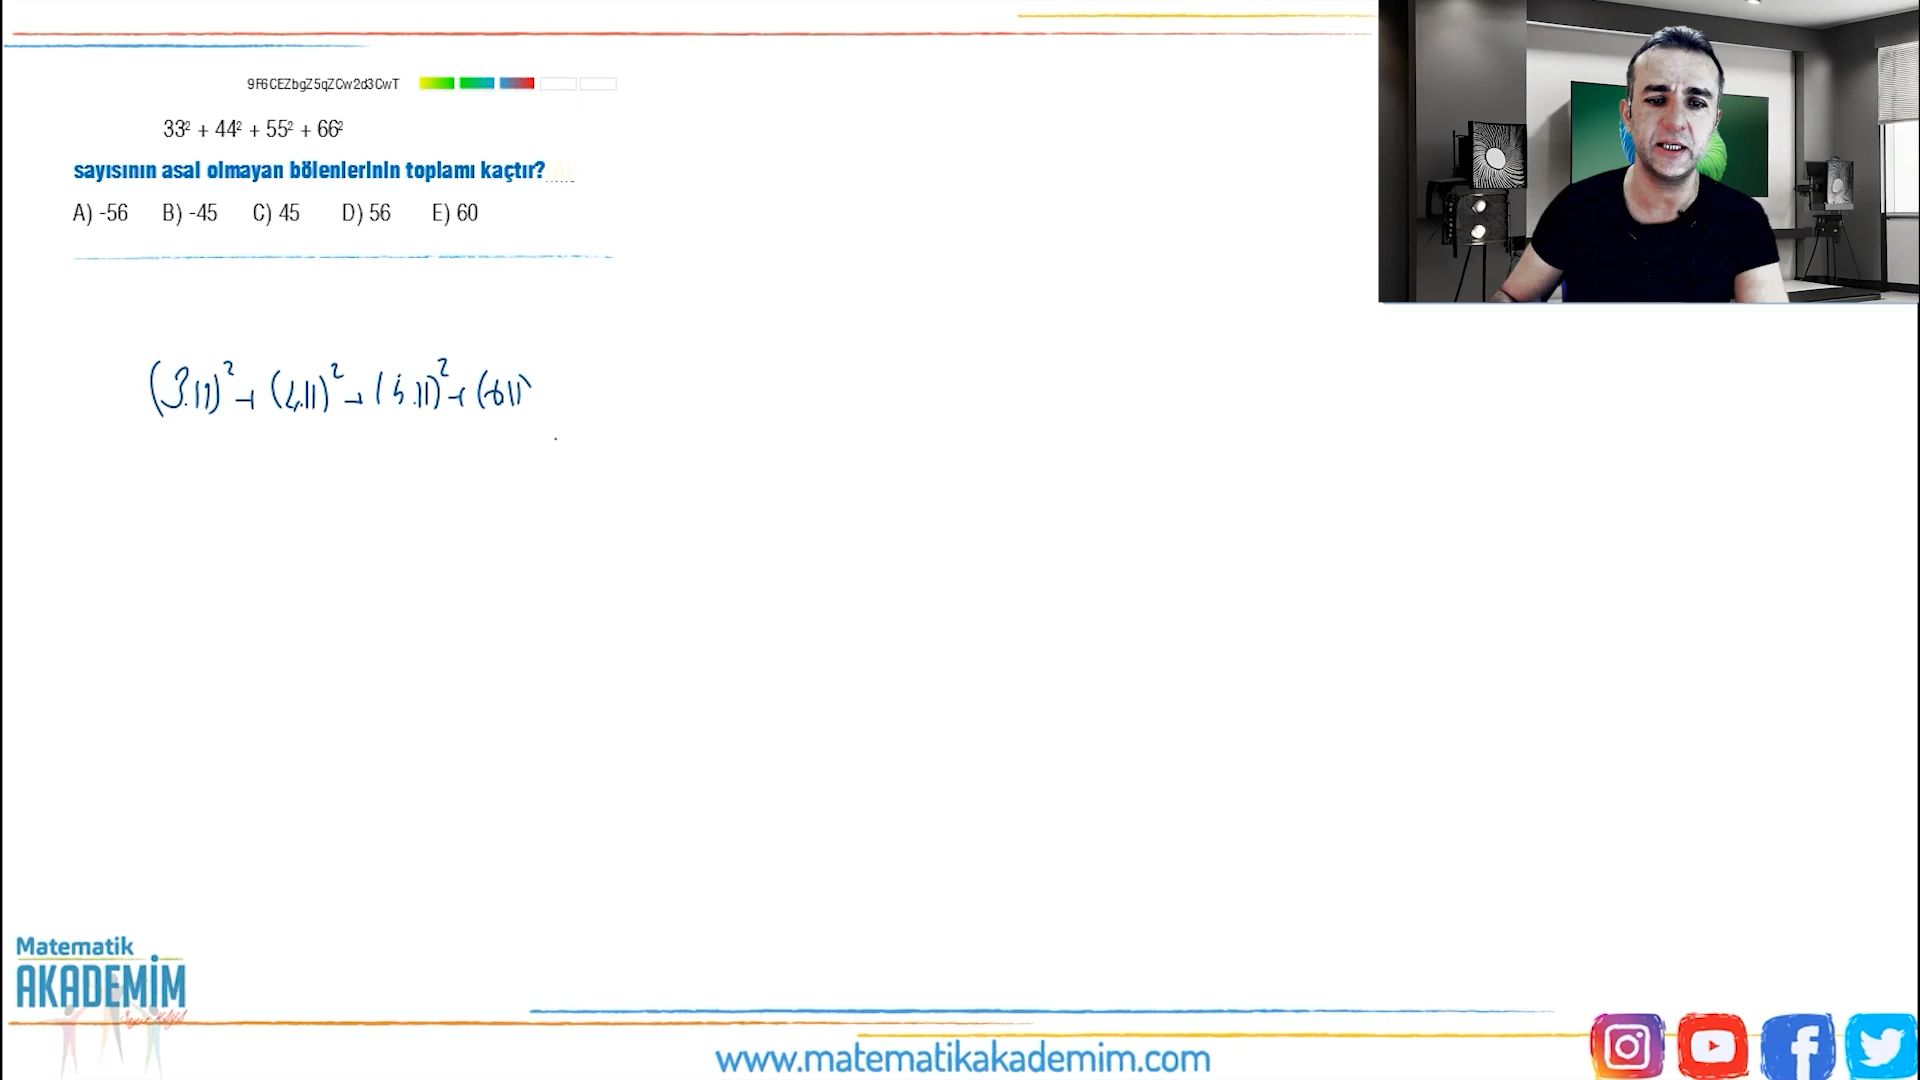 9F6CEZbgZ5qZCw2d3CwT
33² + 44² + 55² + 66²
sayısının asal olmayan bölenlerinin toplamı kaçtır?
A) -56 B) -45 C) 45 D) 56 E) 60
(3.11)² + (4.11)² + (5.11)² + (6.11)
Matematik
AKADEMİM
www.matematikakademim.com